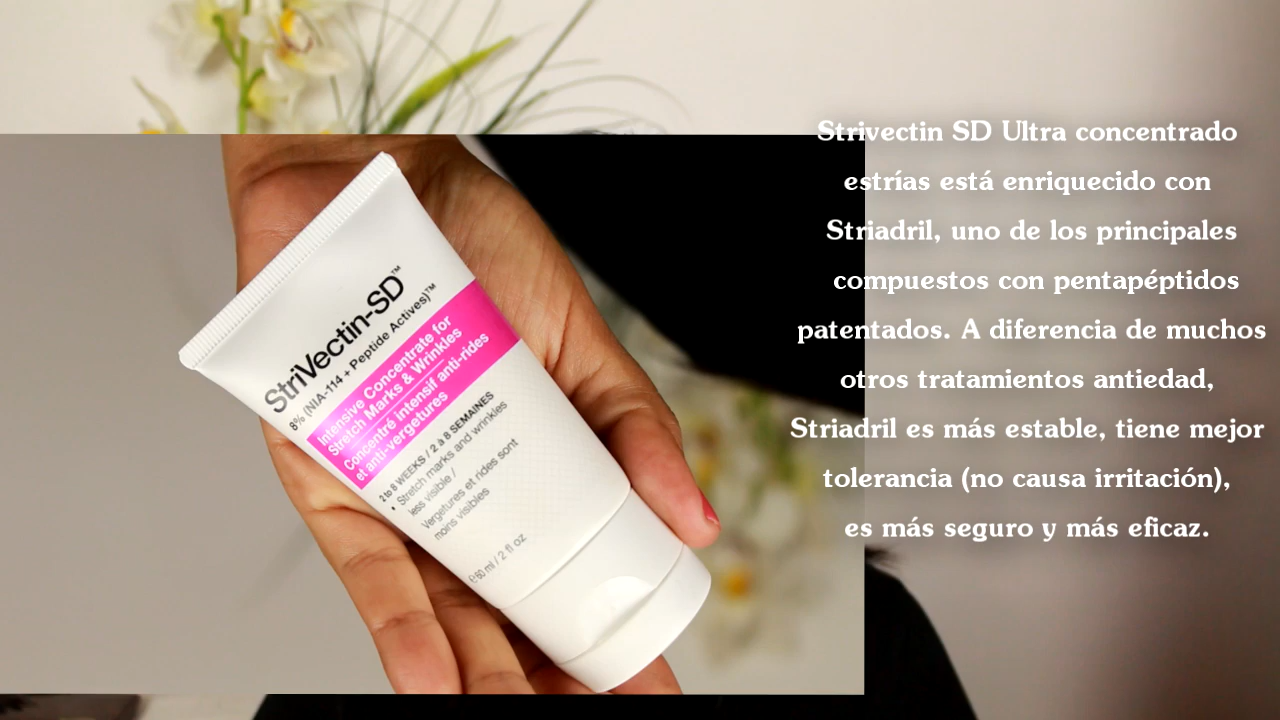 StriVectin-SD™
8% (NIA-114 + Peptide Actives)™
Intensive Concentrate for
Stretch Marks & Wrinkles
Concentré intensif anti-rides
et anti-vergetures
2 to 8 WEEKS / 2 à 8 SEMAINES
• Stretch marks and wrinkles
less visible /
Vergetures et rides sont
moins visibles
℮60 ml / 2 fl oz
Strivectin SD Ultra concentrado
estrías está enriquecido con
Striadril, uno de los principales
compuestos con pentapéptidos
patentados. A diferencia de muchos
otros tratamientos antiedad,
Striadril es más estable, tiene mejor
tolerancia (no causa irritación),
es más seguro y más eficaz.